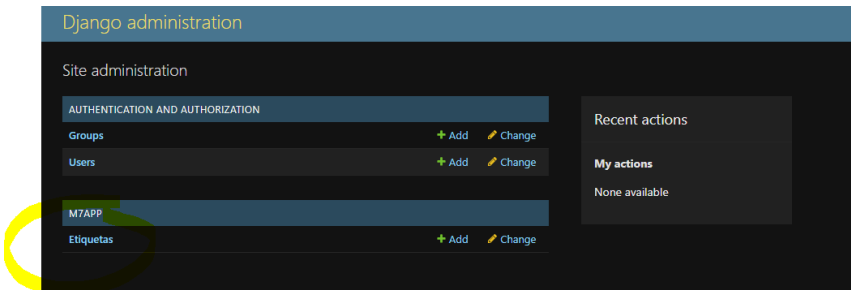 Django administration
Site administration
AUTHENTICATION AND AUTHORIZATION
Groups + Add Change
Users + Add Change
M7APP
Etiquetas + Add Change
Recent actions
My actions
None available